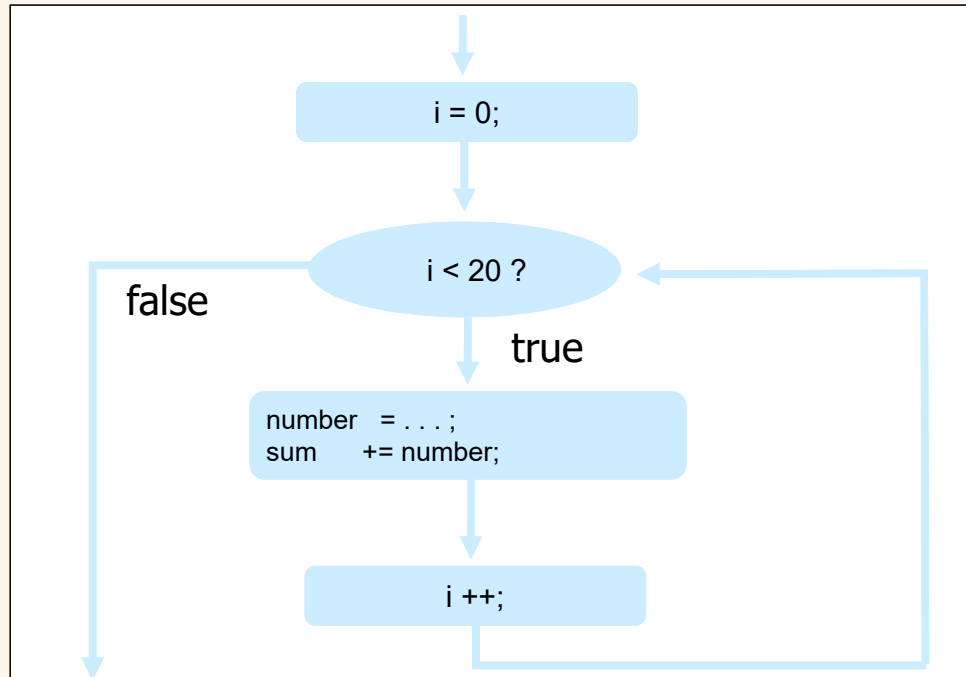 i = 0;
i < 20 ?
false
true
number = . . . ;
sum += number;
i ++;